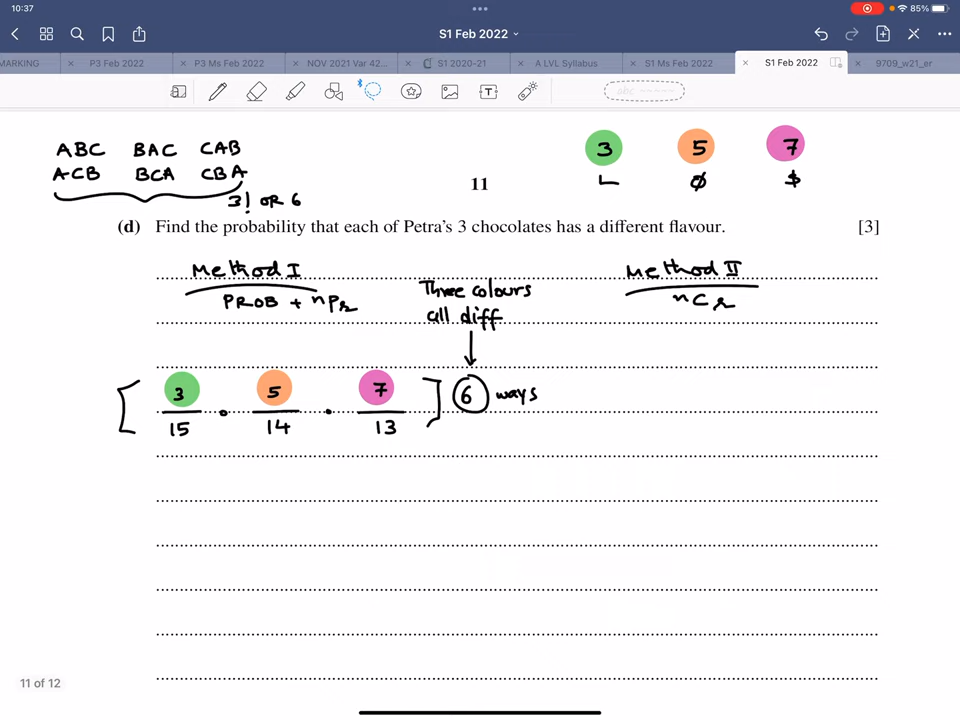 10:37
85%
S1 Feb 2022
MARKING
P3 Feb 2022
P3 Ms Feb 2022
NOV 2021 Var 42...
S1 2020-21
A LVL Syllabus
S1 Ms Feb 2022
S1 Feb 2022
9709_w21_er
abc
ABC BAC CAB
ACB BCA CBA
3! OR 6
3 5 7
11
(d) Find the probability that each of Petra's 3 chocolates has a different flavour. [3]
Method I
PROB + nPr
Three colours
all diff
Method II
nCr
[ 3/15 . 5/14 . 7/13 ] 6 ways
11 of 12